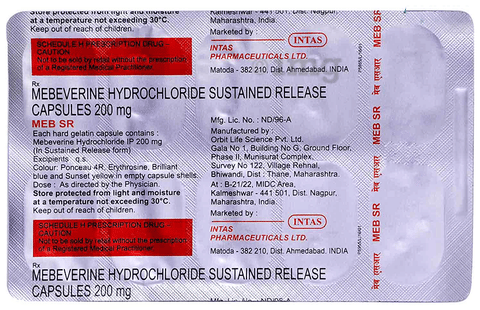 Store protected from light and moisture
at a temperature not exceeding 30°C.
Keep out of reach of children.
SCHEDULE H PRESCRIPTION DRUG –
CAUTION
Not to be sold by retail without the prescription
of a Registered Medical Practitioner.
Kalmeshwar - 441 501, Dist. Nagpur,
Maharashtra, India.
Marketed by :
INTAS
INTAS
PHARMACEUTICALS LTD.
Matoda - 382 210, Dist. Ahmedabad. INDIA
MEB SR
मेब एसआर
Rx
MEBEVERINE HYDROCHLORIDE SUSTAINED RELEASE
CAPSULES 200 mg
MEB SR
Each hard gelatin capsule contains :
Mebeverine Hydrochloride IP 200 mg
(In Sustained Release form)
Excipients q.s.
Colour: Ponceau 4R, Erythrosine, Brilliant
blue and Sunset yellow in empty capsule shells.
Dose : As directed by the Physician.
Store protected from light and moisture
at a temperature not exceeding 30°C.
Keep out of reach of children.
SCHEDULE H PRESCRIPTION DRUG –
CAUTION
Not to be sold by retail without the prescription
of a Registered Medical Practitioner.
Mfg. Lic. No. : ND/96-A
Manufactured by :
Orbit Life Science Pvt. Ltd.
Gala No 1, Building No G, Ground Floor,
Phase II, Munisurat Complex,
Survey No 122, Village Rehnal,
Bhiwandi, Dist : Thane, Maharashtra.
At : B-21/22, MIDC Area,
Kalmeshwar - 441 501, Dist. Nagpur,
Maharashtra, India.
Marketed by :
INTAS
INTAS
PHARMACEUTICALS LTD.
Matoda - 382 210, Dist. Ahmedabad. INDIA
MEB SR
मेब एसआर
MEB SR
मेब एसआर
Rx
MEBEVERINE HYDROCHLORIDE SUSTAINED RELEASE
CAPSULES 200 mg
Mfg. Lic. No. : ND/96-A